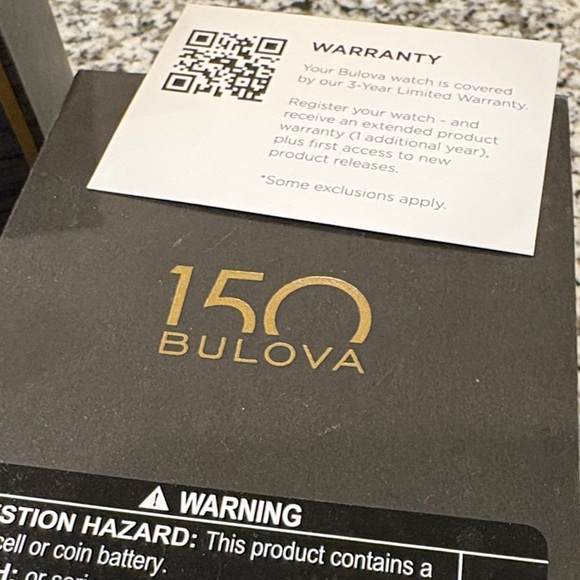 WARRANTY
Your Bulova watch is covered
by our 3-Year Limited Warranty.
Register your watch - and
receive an extended product
warranty (1 additional year),
plus first access to new
product releases.
*Some exclusions apply.
150
BULOVA
WARNING
STION HAZARD: This product contains a
cell or coin battery.
H: or